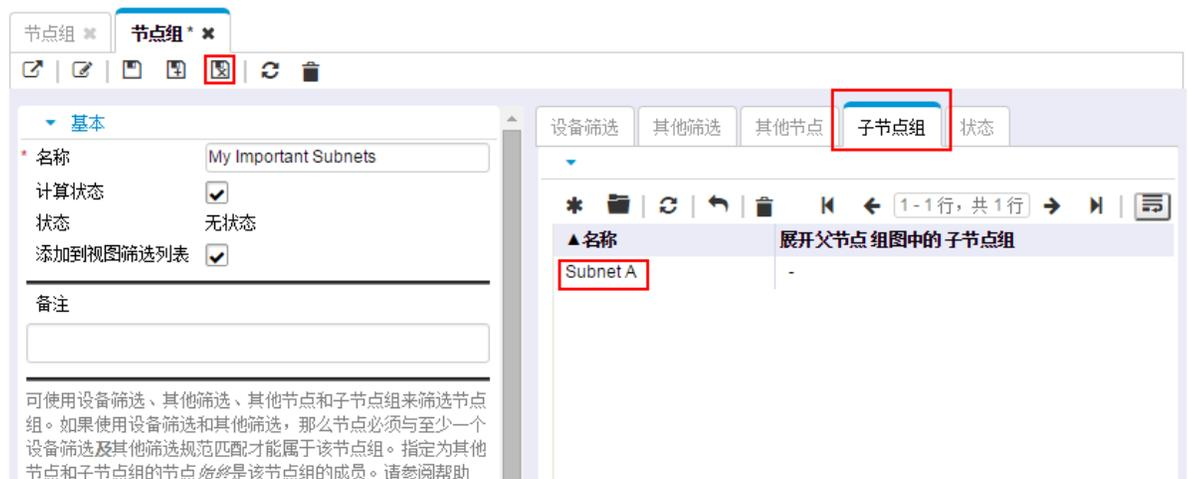 节点组 节点组 *
基本
* 名称 My Important Subnets
计算状态
状态 无状态
添加到视图筛选列表
备注
可使用设备筛选、其他筛选、其他节点和子节点组来筛选节点
组。如果使用设备筛选和其他筛选，那么节点必须与至少一个
设备筛选及其他筛选规范匹配才能属于该节点组。指定为其他
节点和子节点组的节点始终是该节点组的成员。请参阅帮助
设备筛选 其他筛选 其他节点 子节点组 状态
1 - 1 行，共 1 行
▲名称 展开父节点组图中的子节点组
Subnet A -